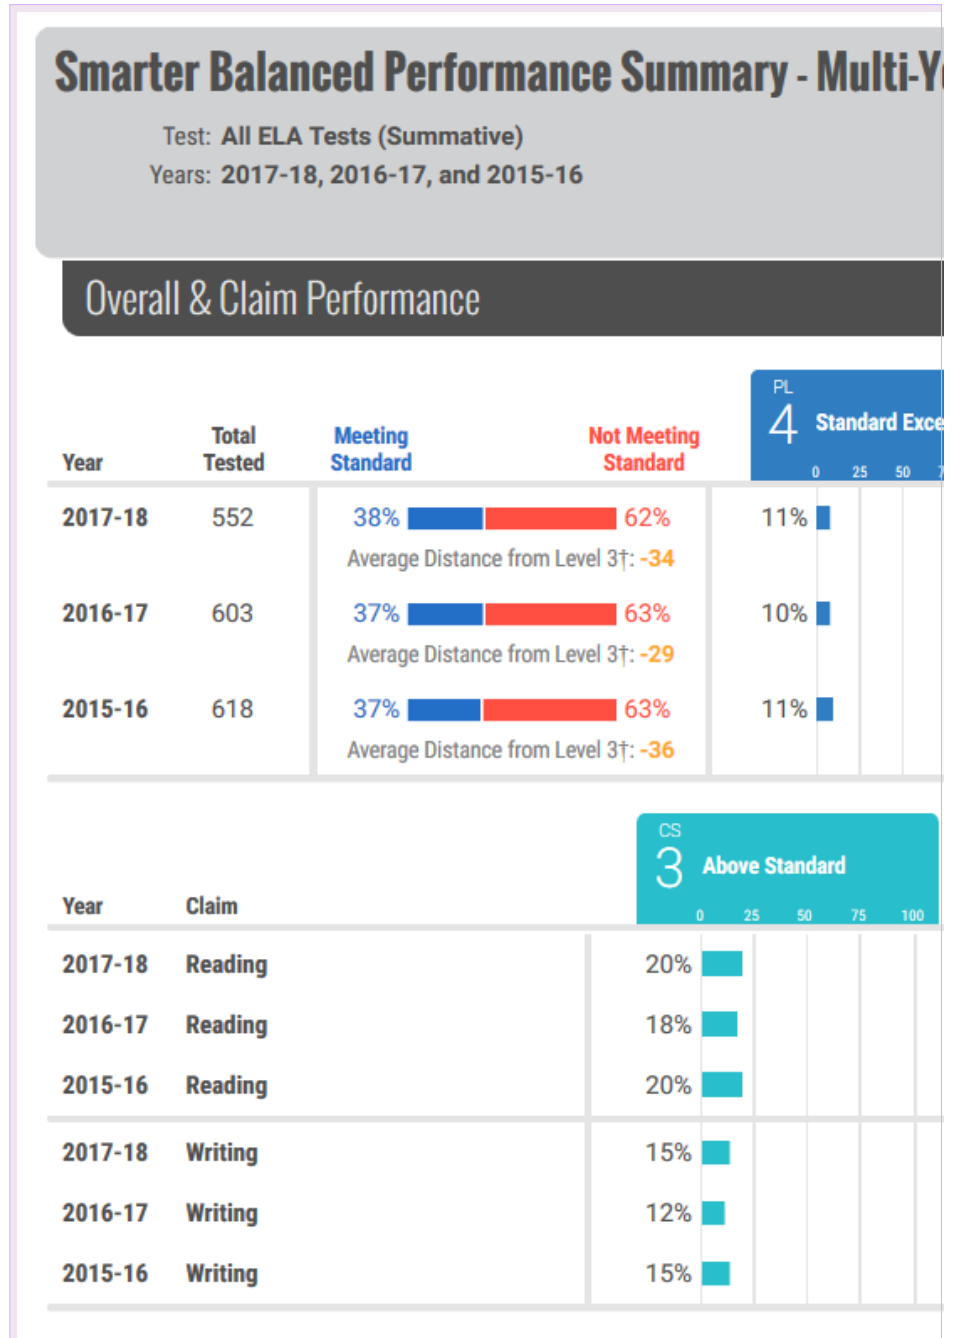 Smarter Balanced Performance Summary - Multi-Y
Test: All ELA Tests (Summative)
Years: 2017-18, 2016-17, and 2015-16
Overall & Claim Performance
PL
4 Standard Exce
Year Total Tested Meeting Standard Not Meeting Standard
0 25 50 7
2017-18 552 38% 62% 11%
Average Distance from Level 3†: -34
2016-17 603 37% 63% 10%
Average Distance from Level 3†: -29
2015-16 618 37% 63% 11%
Average Distance from Level 3†: -36
CS
3 Above Standard
Year Claim
0 25 50 75 100
2017-18 Reading 20%
2016-17 Reading 18%
2015-16 Reading 20%
2017-18 Writing 15%
2016-17 Writing 12%
2015-16 Writing 15%